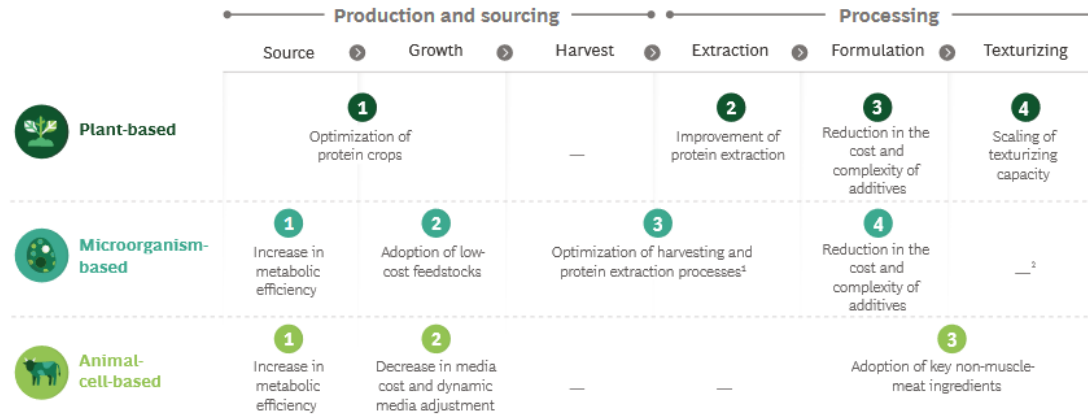 Production and sourcing
Processing
Source
Growth
Harvest
Extraction
Formulation
Texturizing
Plant-based
1
Optimization of
protein crops
—
2
Improvement of
protein extraction
3
Reduction in the
cost and
complexity of
additives
4
Scaling of
texturizing
capacity
Microorganism-
based
1
Increase in
metabolic
efficiency
2
Adoption of low-
cost feedstocks
3
Optimization of harvesting and
protein extraction processes¹
4
Reduction in the
cost and
complexity of
additives
—²
Animal-
cell-based
1
Increase in
metabolic
efficiency
2
Decrease in media
cost and dynamic
media adjustment
—
—
3
Adoption of key non-muscle-
meat ingredients